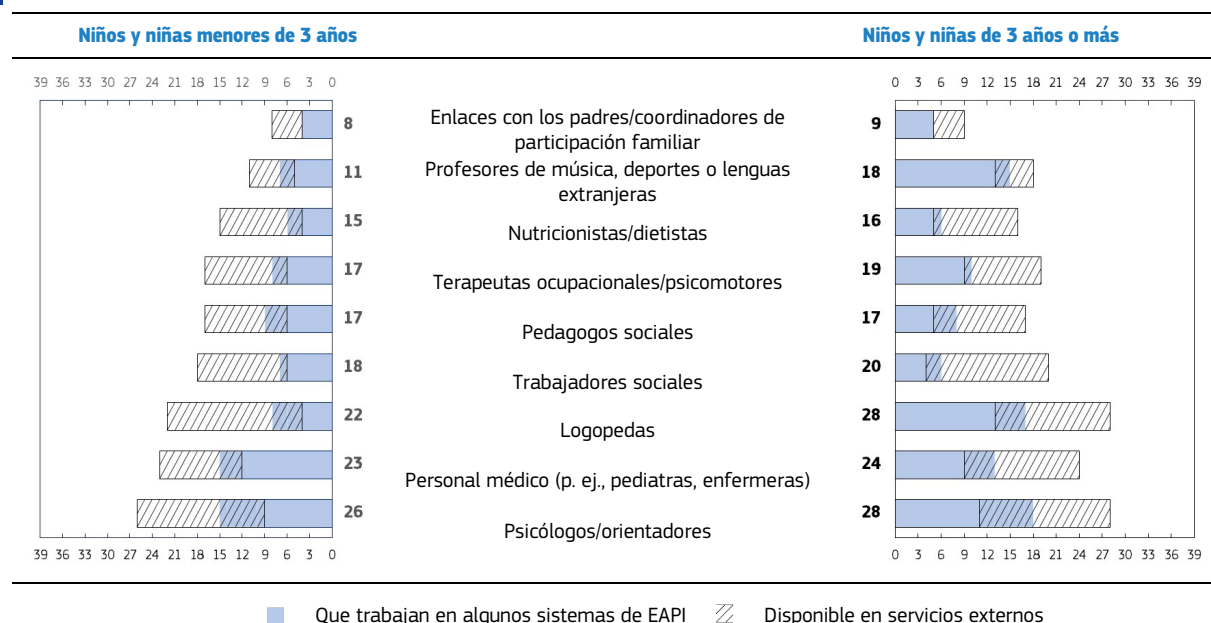 Niños y niñas menores de 3 años
Niños y niñas de 3 años o más
39 36 33 30 27 24 21 18 15 12 9 6 3 0
0 3 6 9 12 15 18 21 24 27 30 33 36 39
8
Enlaces con los padres/coordinadores de
participación familiar
9
11
Profesores de música, deportes o lenguas
extranjeras
18
15
Nutricionistas/dietistas
16
17
Terapeutas ocupacionales/psicomotores
19
17
Pedagogos sociales
17
18
Trabajadores sociales
20
22
Logopedas
28
23
Personal médico (p. ej., pediatras, enfermeras)
24
26
Psicólogos/orientadores
28
39 36 33 30 27 24 21 18 15 12 9 6 3 0
0 3 6 9 12 15 18 21 24 27 30 33 36 39
Que trabajan en algunos sistemas de EAPI
Disponible en servicios externos